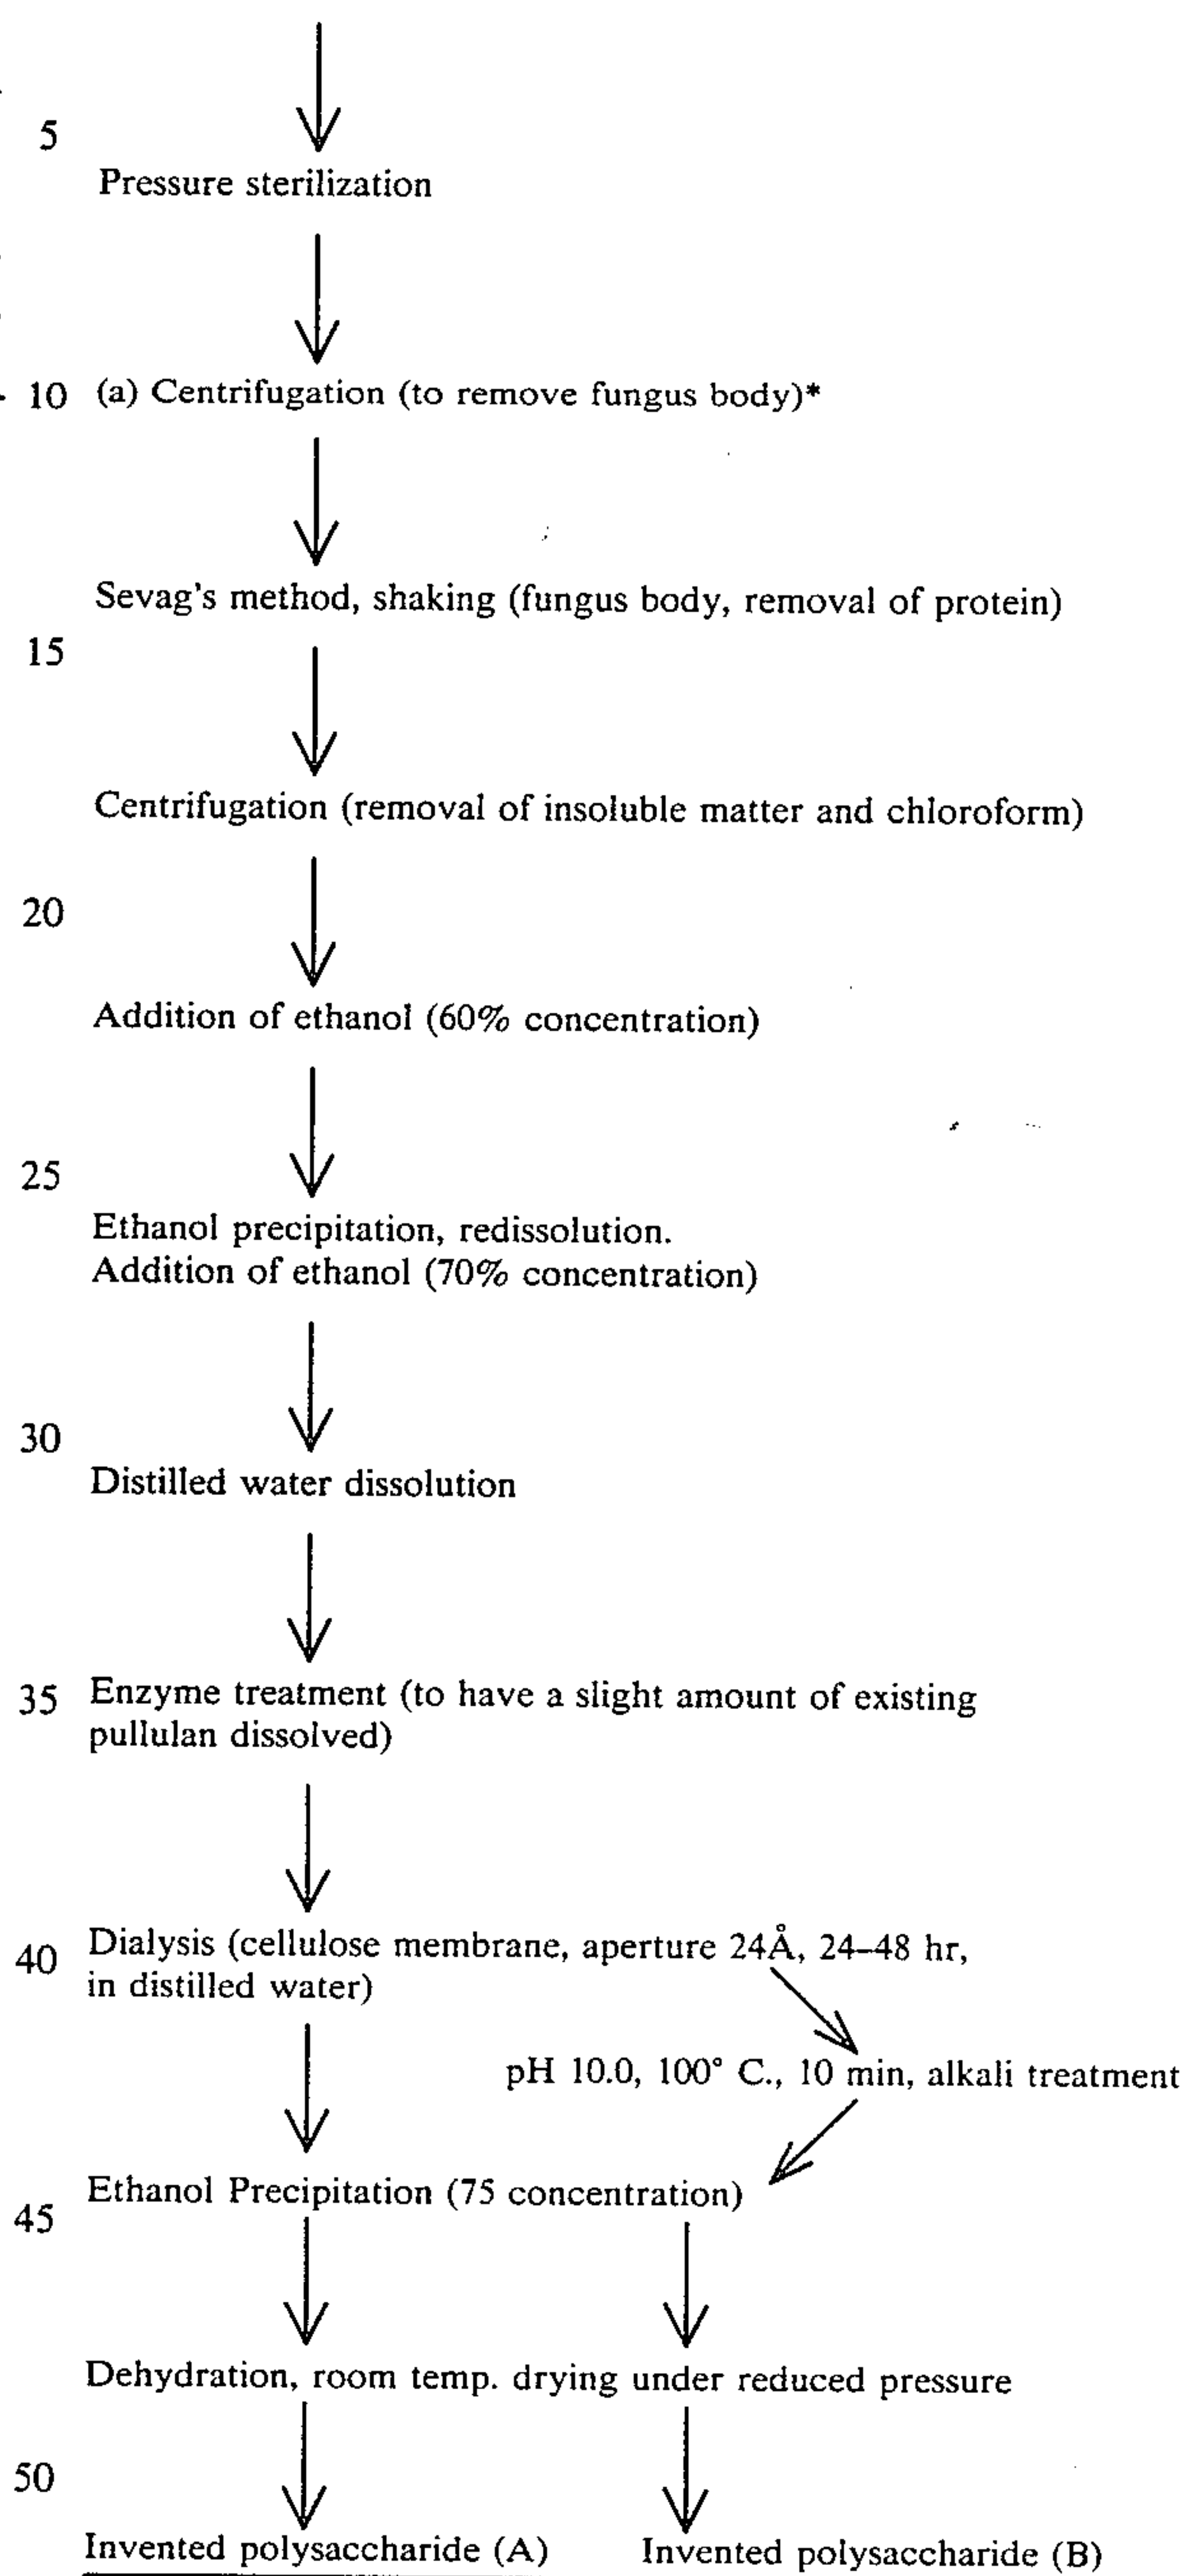 5
Pressure sterilization
10 (a) Centrifugation (to remove fungus body)*
Sevag's method, shaking (fungus body, removal of protein)
15
Centrifugation (removal of insoluble matter and chloroform)
20
Addition of ethanol (60% concentration)
25
Ethanol precipitation, redissolution.
Addition of ethanol (70% concentration)
30
Distilled water dissolution
35 Enzyme treatment (to have a slight amount of existing
pullulan dissolved)
40 Dialysis (cellulose membrane, aperture 24Å, 24–48 hr,
in distilled water)
pH 10.0, 100° C., 10 min, alkali treatment
Ethanol Precipitation (75 concentration)
45
Dehydration, room temp. drying under reduced pressure
50
Invented polysaccharide (A) Invented polysaccharide (B)